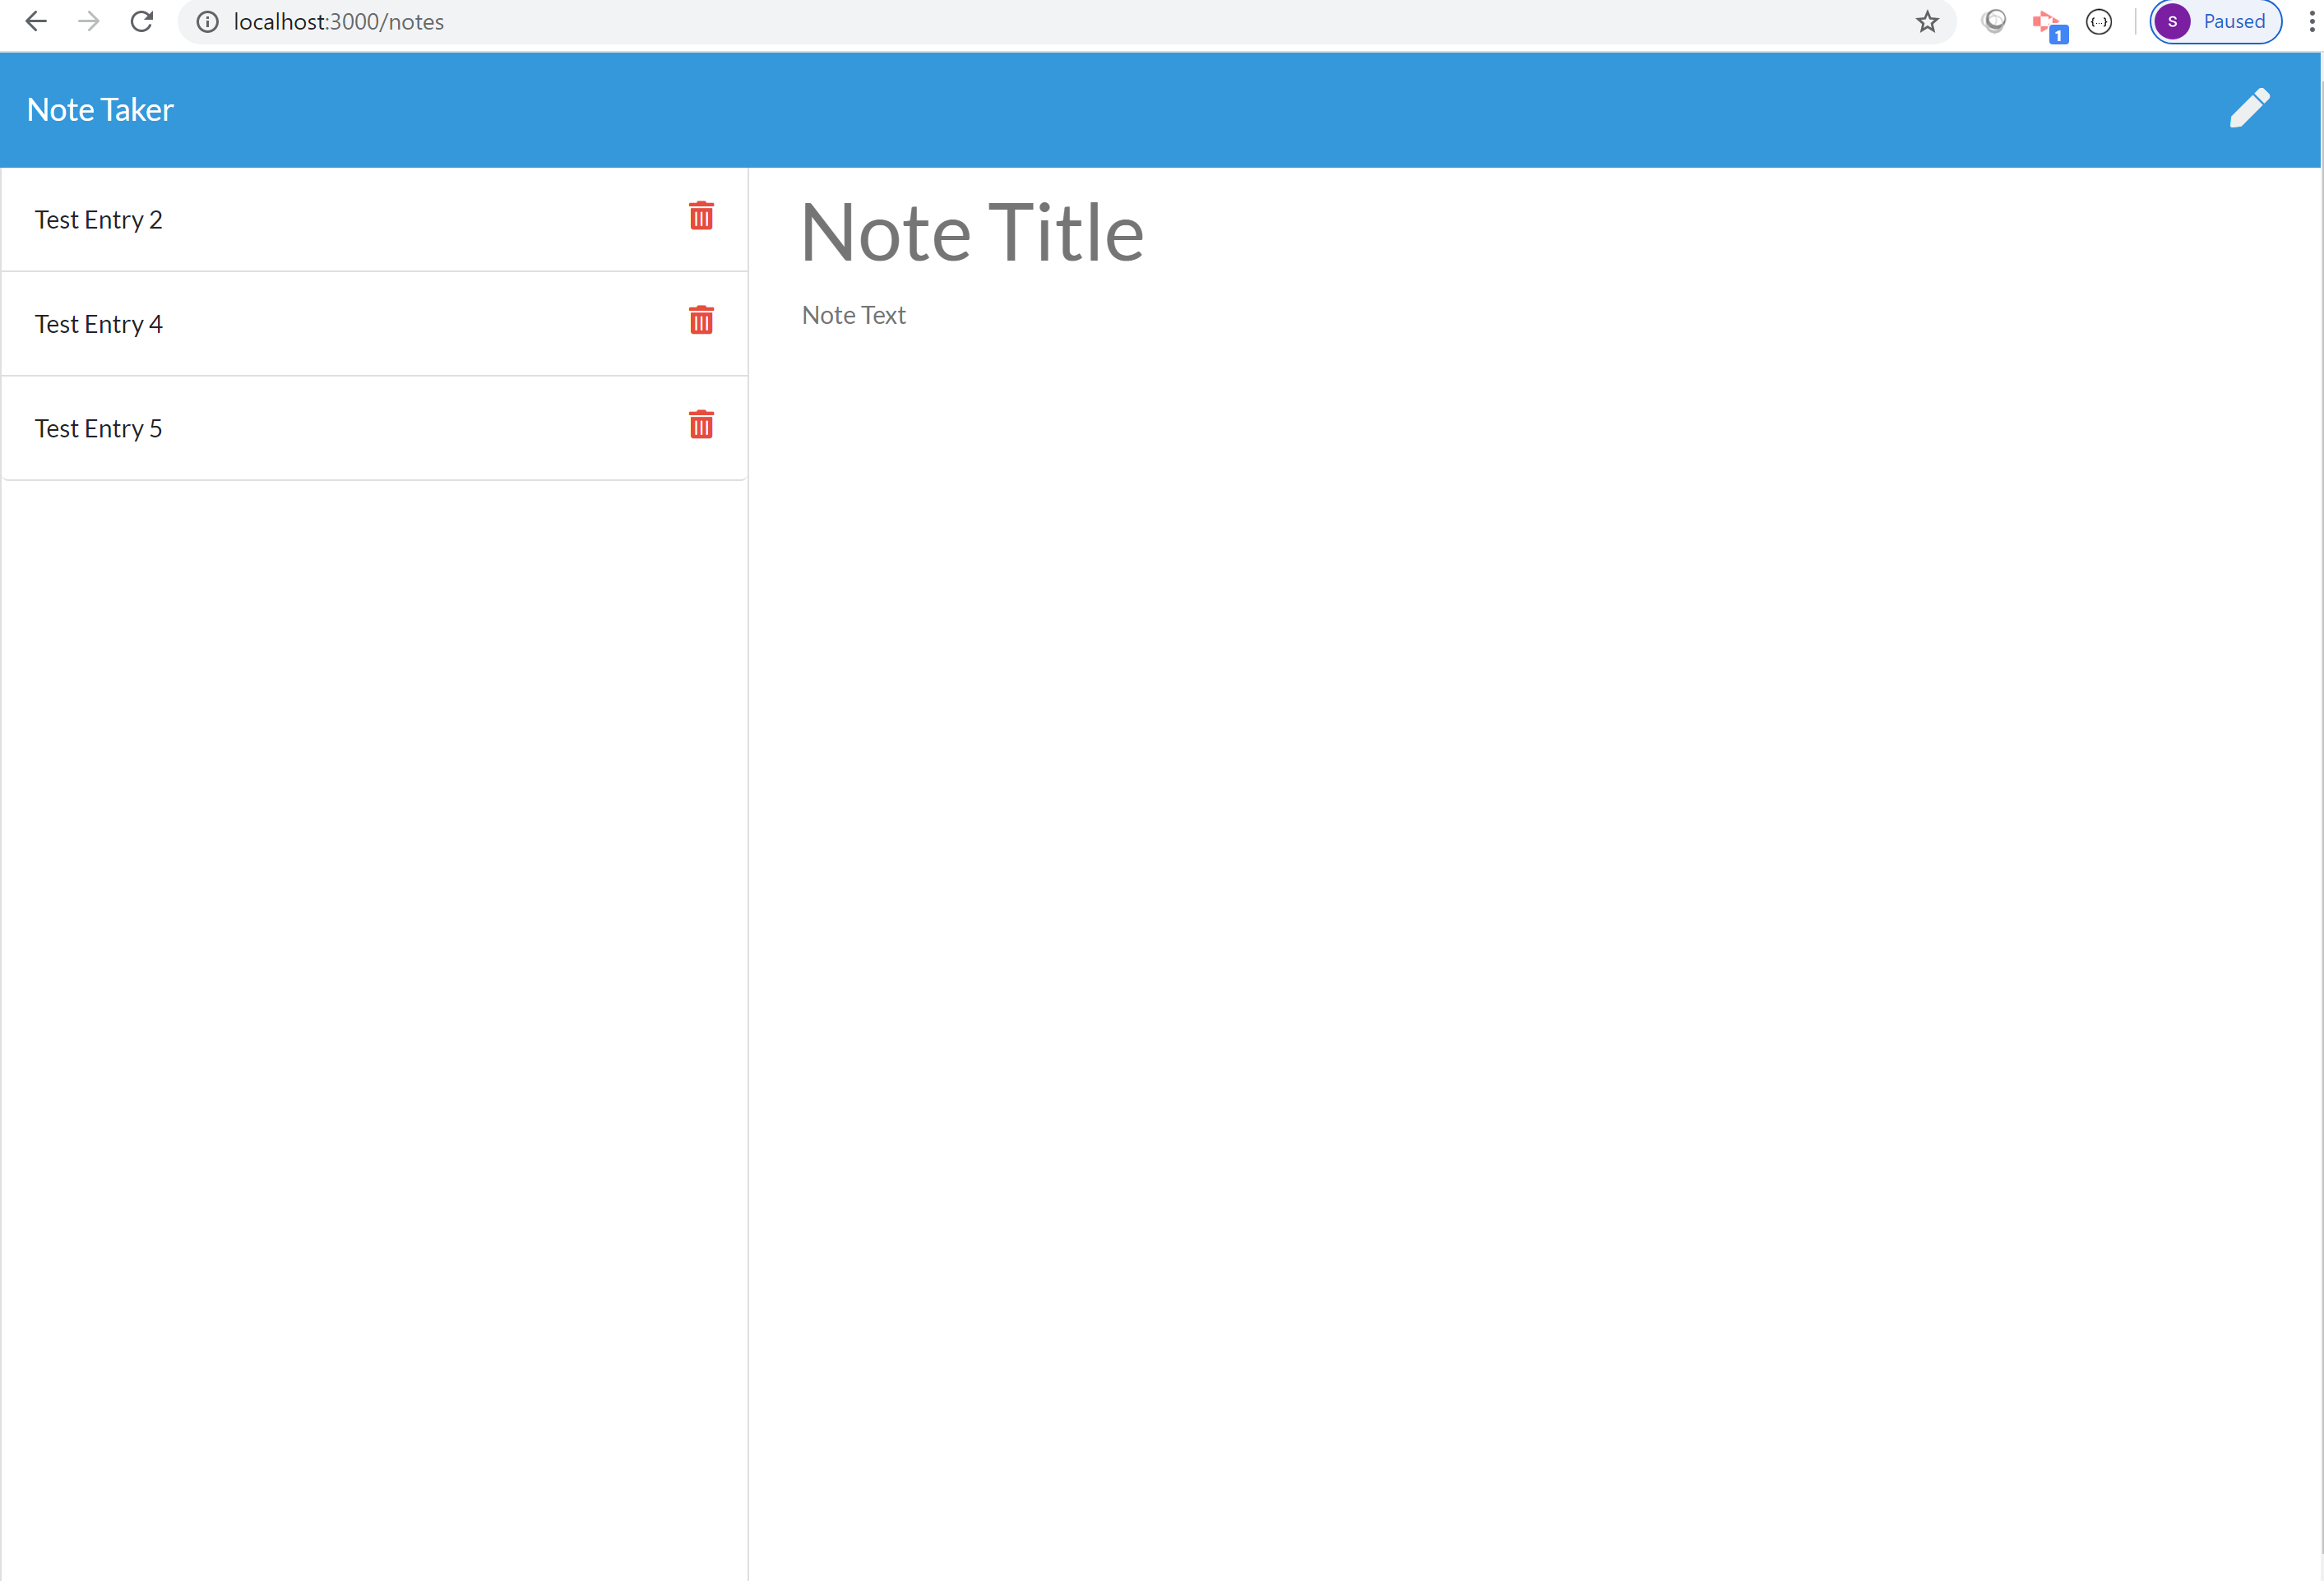 localhost:3000/notes
1
{...}
S
Paused
Note Taker
Test Entry 2
Test Entry 4
Test Entry 5
Note Title
Note Text